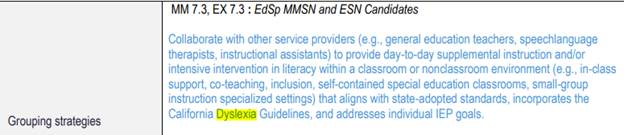 MM 7.3, EX 7.3 : EdSp MMSN and ESN Candidates
Collaborate with other service providers (e.g., general education teachers, speechlanguage
therapists, instructional assistants) to provide day-to-day supplemental instruction and/or
intensive intervention in literacy within a classroom or nonclassroom environment (e.g., in-class
support, co-teaching, inclusion, self-contained special education classrooms, small-group
instruction specialized settings) that aligns with state-adopted standards, incorporates the
California Dyslexia Guidelines, and addresses individual IEP goals.
Grouping strategies